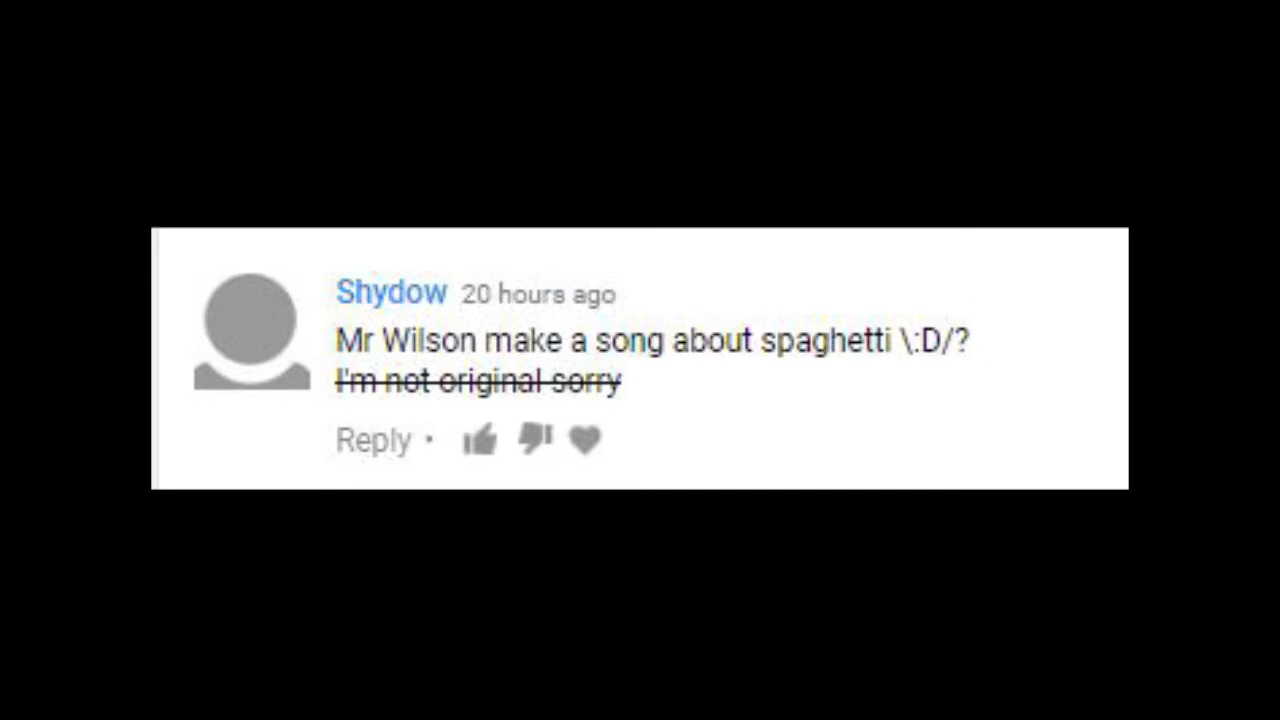 Shydow 20 hours ago
Mr Wilson make a song about spaghetti \:D/?
I'm not original sorry
Reply •